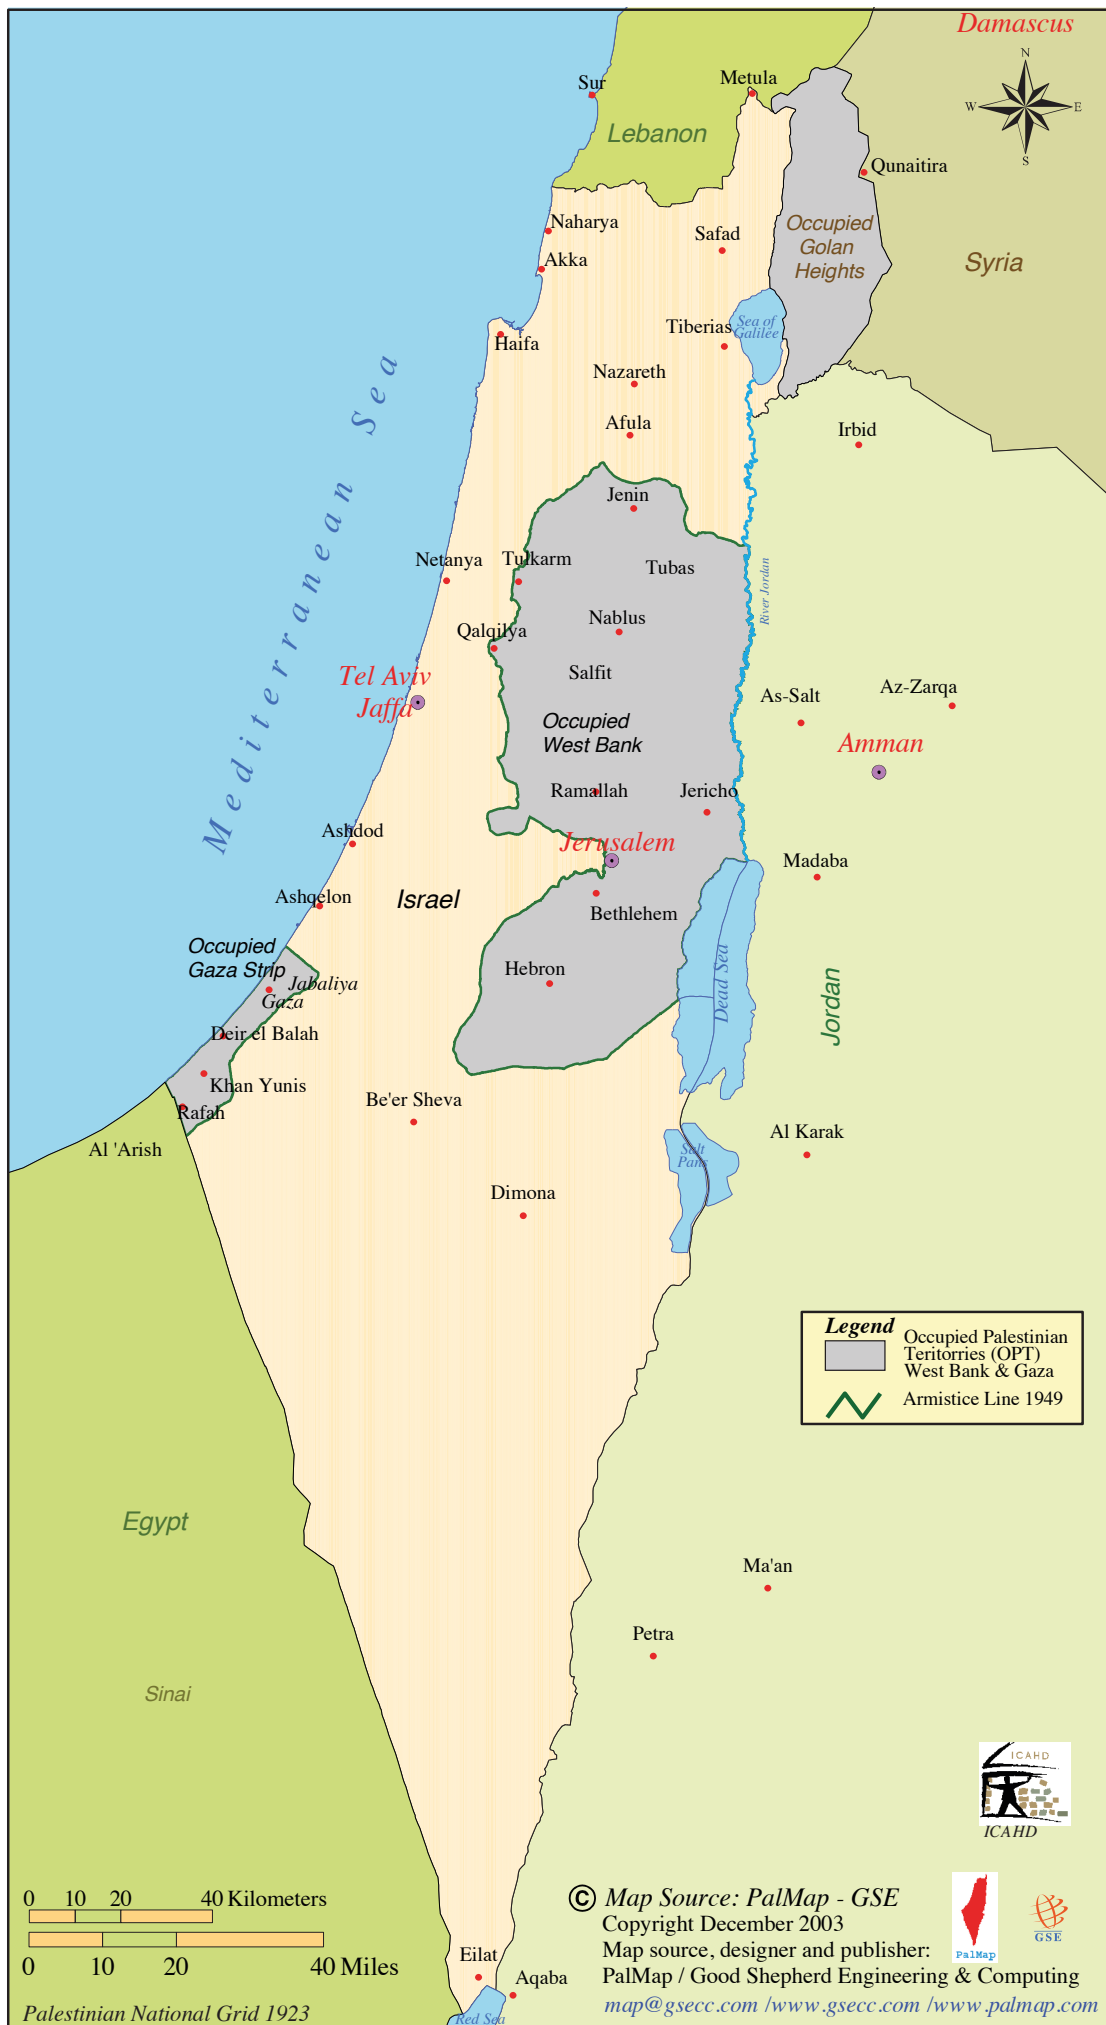 Damascus
N
W
E
S
Sur
Metula
Lebanon
Qunaitira
Naharya
Safad
Occupied
Golan
Heights
Akka
Syria
Tiberias
Sea of
Galilee
Haifa
Nazareth
Afula
Irbid
Mediterranean Sea
Jenin
Netanya
Tulkarm
Tubas
River Jordan
Nablus
Qalqilya
Salfit
Tel Aviv
Jaffa
As-Salt
Az-Zarqa
Occupied
West Bank
Amman
Ramallah
Jericho
Ashdod
Jerusalem
Madaba
Ashqelon
Israel
Bethlehem
Occupied
Gaza Strip
Hebron
Dead Sea
Jabaliya
Gaza
Jordan
Deir el Balah
Khan Yunis
Rafah
Be'er Sheva
Al 'Arish
Al Karak
Salt
Pans
Dimona
Legend
Occupied Palestinian
Teritorries (OPT)
West Bank & Gaza
Armistice Line 1949
Egypt
Ma'an
Petra
Sinai
ICAHD
ICAHD
0 10 20 40 Kilometers
0 10 20 40 Miles
© Map Source: PalMap - GSE
Copyright December 2003
Map source, designer and publisher:
PalMap / Good Shepherd Engineering & Computing
map@gsecc.com /www.gsecc.com /www.palmap.com
PalMap
GSE
Eilat
Aqaba
Red Sea
Palestinian National Grid 1923